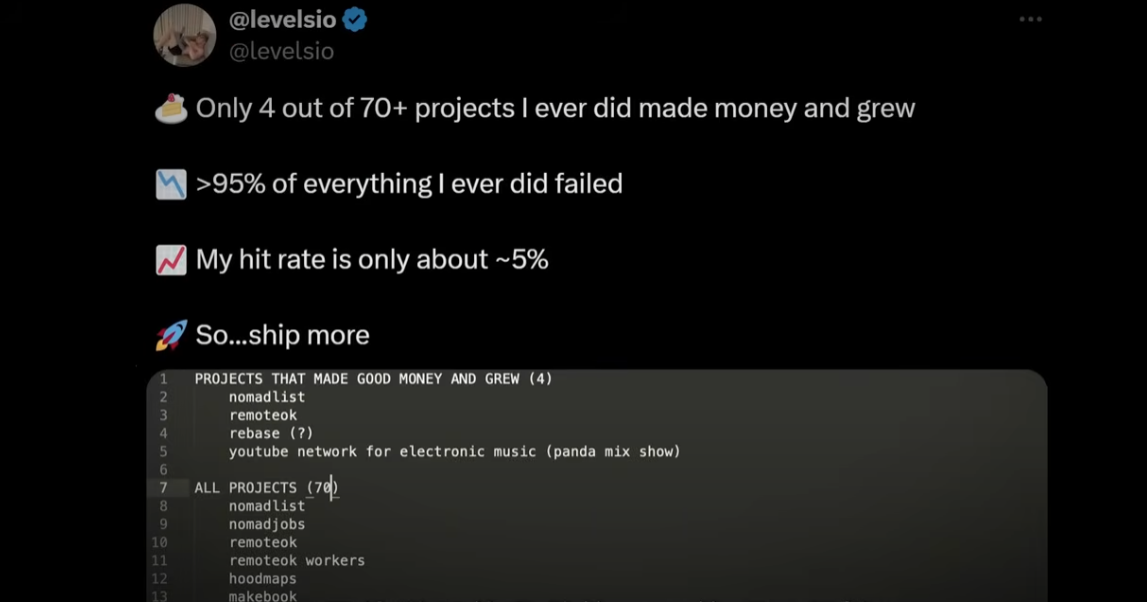 @levelsio
@levelsio
🍰 Only 4 out of 70+ projects I ever did made money and grew
📉 >95% of everything I ever did failed
📈 My hit rate is only about ~5%
🚀 So...ship more
1 PROJECTS THAT MADE GOOD MONEY AND GREW (4)
2 nomadlist
3 remoteok
4 rebase (?)
5 youtube network for electronic music (panda mix show)
6
7 ALL PROJECTS (70)
8 nomadlist
9 nomadjobs
10 remoteok
11 remoteok workers
12 hoodmaps
13 makebook